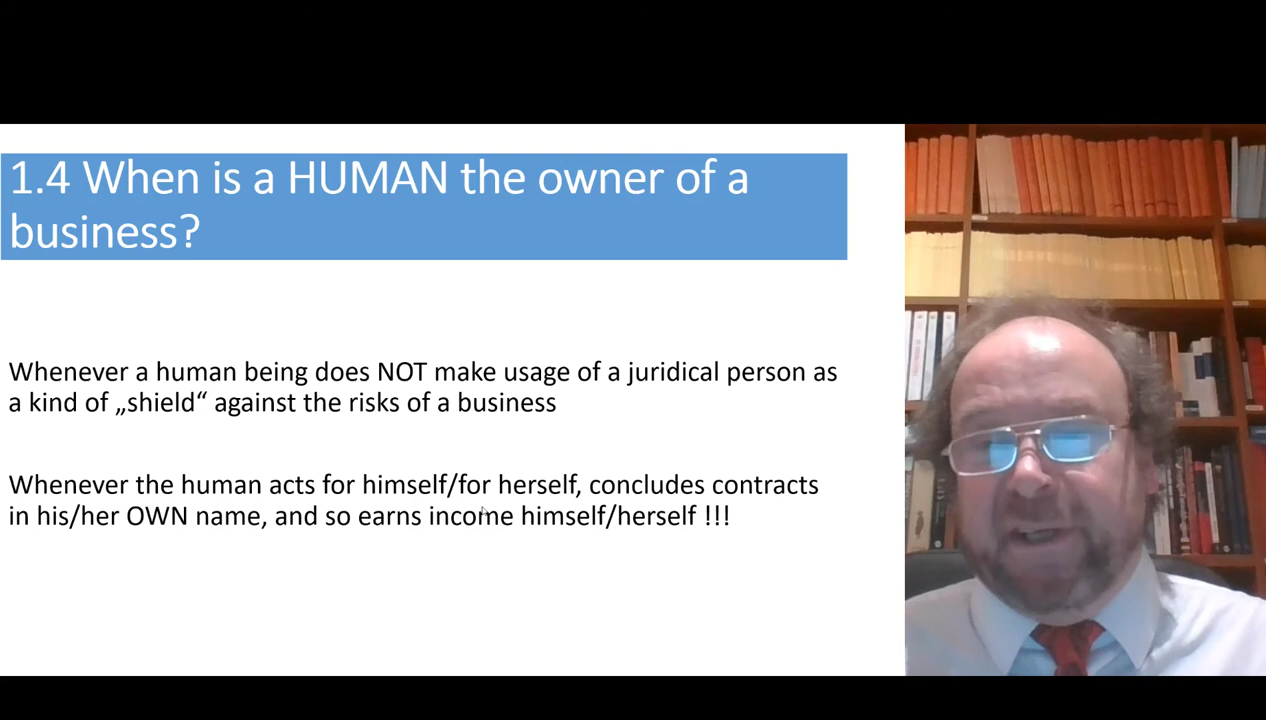 1.4 When is a HUMAN the owner of a
business?
Whenever a human being does NOT make usage of a juridical person as
a kind of „shield“ against the risks of a business
Whenever the human acts for himself/for herself, concludes contracts
in his/her OWN name, and so earns income himself/herself !!!